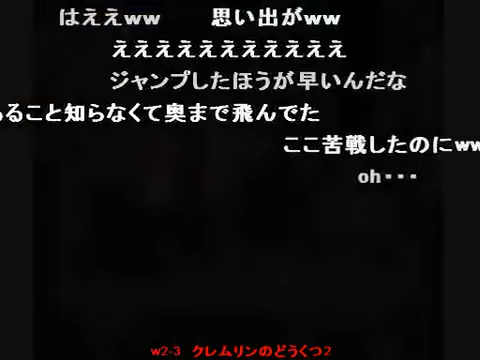 はええww　思い出がww
えええええええええええ
ジャンプしたほうが早いんだな
ること知らなくて奥まで飛んでた
ここ苦戦したのにww
oh・・・
w2-3　クレムリンのどうくつ2